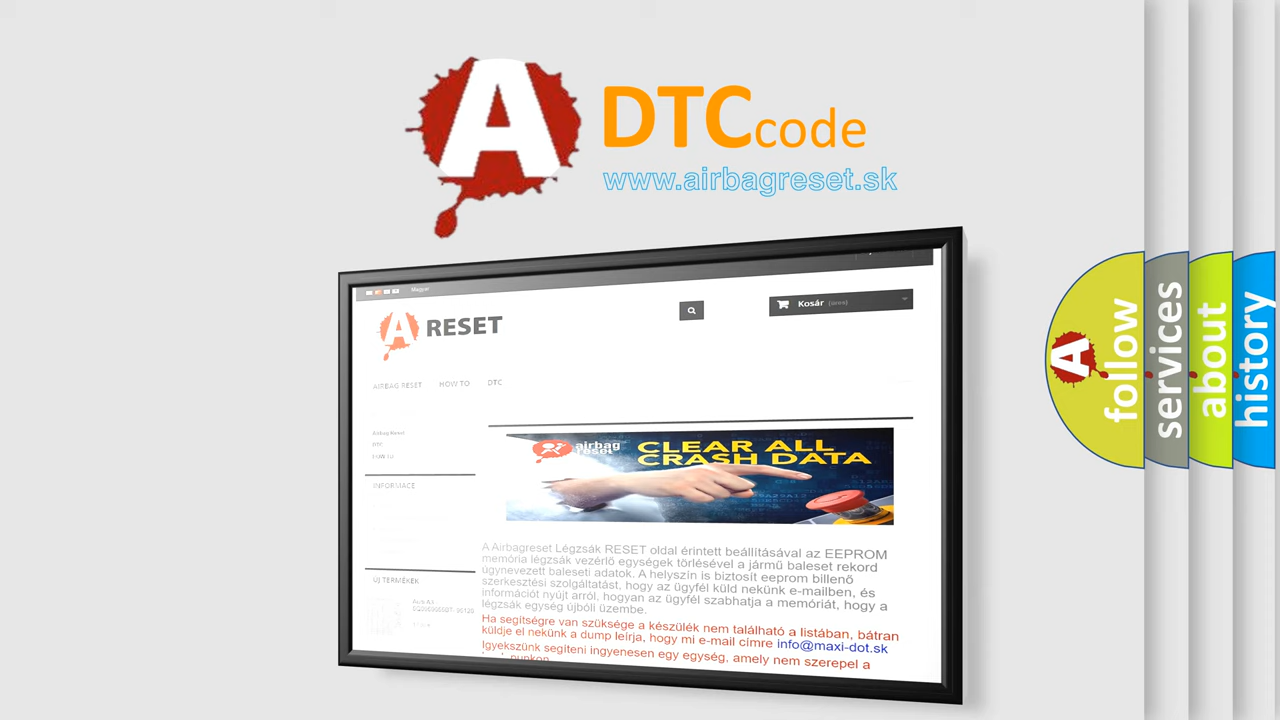 A
DTC code
www.airbagreset.sk
Magyar
A RESET
Kosár (üres)
AIRBAG RESET HOW TO DTC
Airbag Reset
DTC
HOW TO
INFORMACE
airbag
reset
CLEAR ALL
CRASH DATA
A Airbagreset Légzsák RESET oldal érintett beállításával az EEPROM
memória légzsák vezérlő egységek törlésével a jármű baleset rekord
úgynevezett baleseti adatok. A helyszín is biztosít eeprom billenő
szerkesztési szolgáltatást, hogy az ügyfél küld nekünk e-mailben, és
információt nyújt arról, hogyan az ügyfél szabhatja a memóriát, hogy a
légzsák egység újbóli üzembe.
Ha segítségre van szüksége a készülék nem található a listában, bátran
küldje el nekünk a dump leírja, hogy mi e-mail címre info@maxi-dot.sk
Igyekszünk segíteni ingyenesen egy egység, amely nem szerepel a
ÚJ TERMÉKEK
A
follow
services
about
history